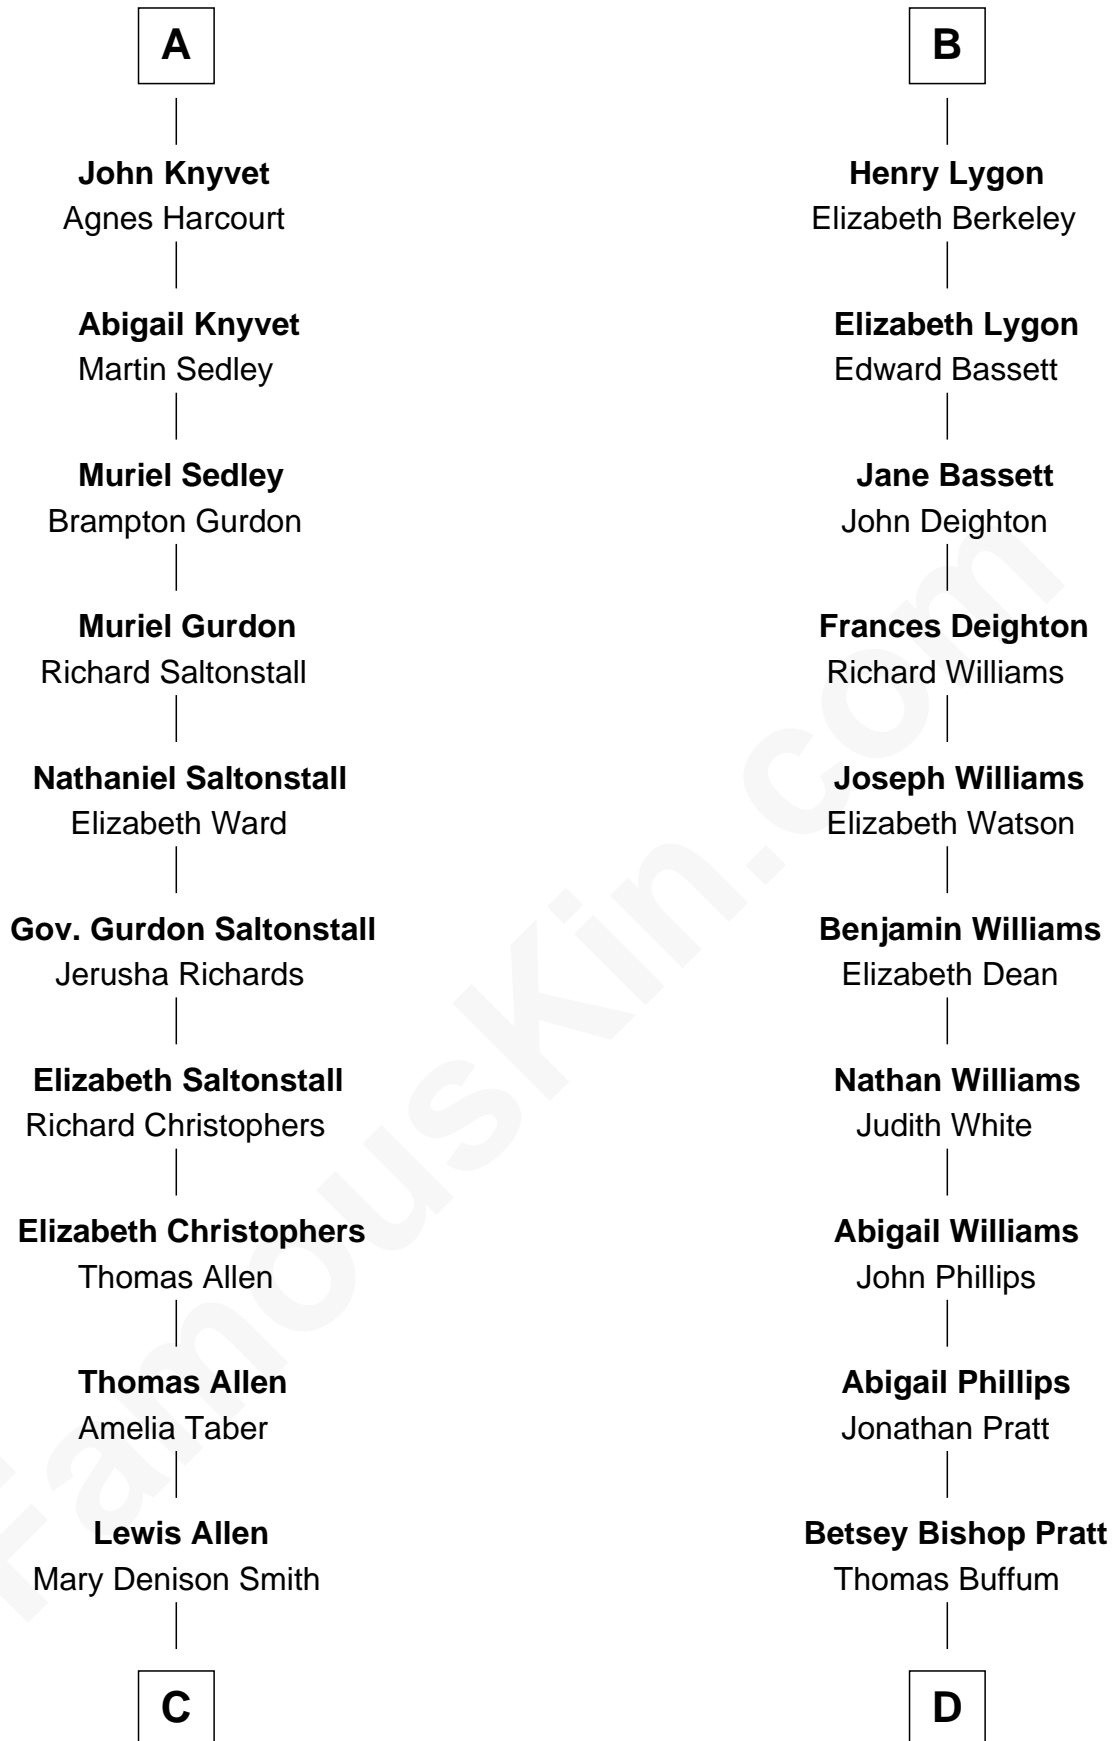 A
John Knyvet
Agnes Harcourt
Abigail Knyvet
Martin Sedley
Muriel Sedley
Brampton Gurdon
Muriel Gurdon
Richard Saltonstall
Nathaniel Saltonstall
Elizabeth Ward
Gov. Gurdon Saltonstall
Jerusha Richards
Elizabeth Saltonstall
Richard Christophers
Elizabeth Christophers
Thomas Allen
Thomas Allen
Amelia Taber
Lewis Allen
Mary Denison Smith
C
B
Henry Lygon
Elizabeth Berkeley
Elizabeth Lygon
Edward Bassett
Jane Bassett
John Deighton
Frances Deighton
Richard Williams
Joseph Williams
Elizabeth Watson
Benjamin Williams
Elizabeth Dean
Nathan Williams
Judith White
Abigail Williams
John Phillips
Abigail Phillips
Jonathan Pratt
Betsey Bishop Pratt
Thomas Buffum
D
FamousKin.com